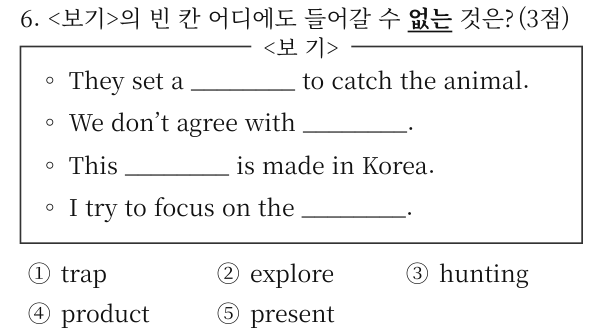 6. <보기>의 빈 칸 어디에도 들어갈 수 없는 것은? (3점)
<보 기>
◦ They set a ________ to catch the animal.
◦ We don't agree with ________.
◦ This ________ is made in Korea.
◦ I try to focus on the ________.
① trap ② explore ③ hunting
④ product ⑤ present